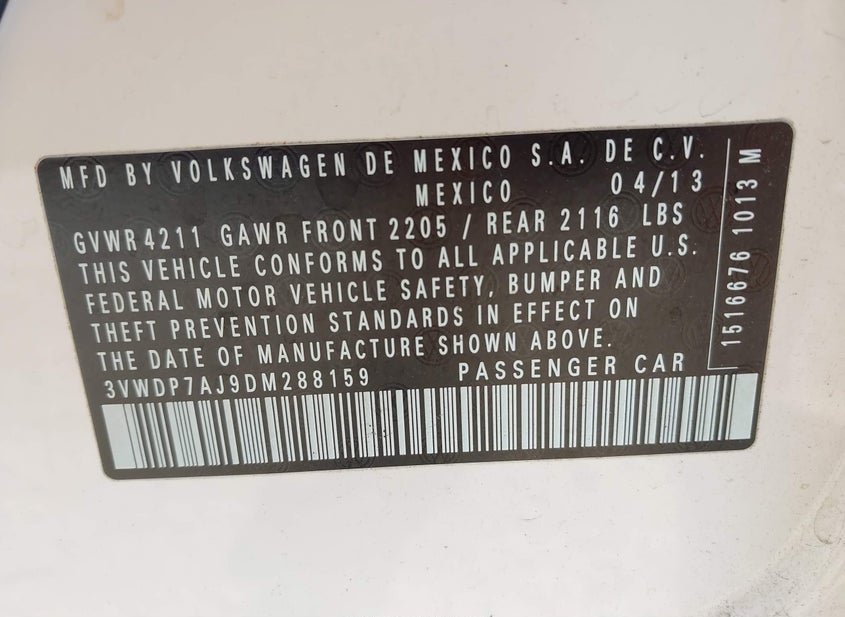 MFD BY VOLKSWAGEN DE MEXICO S.A. DE C.V.
MEXICO 04/13
GVWR 4211 GAWR FRONT 2205 / REAR 2116 LBS
THIS VEHICLE CONFORMS TO ALL APPLICABLE U.S.
FEDERAL MOTOR VEHICLE SAFETY, BUMPER AND
THEFT PREVENTION STANDARDS IN EFFECT ON
THE DATE OF MANUFACTURE SHOWN ABOVE.
3VWDP7AJ9DM288159 PASSENGER CAR
1516676 1013 M